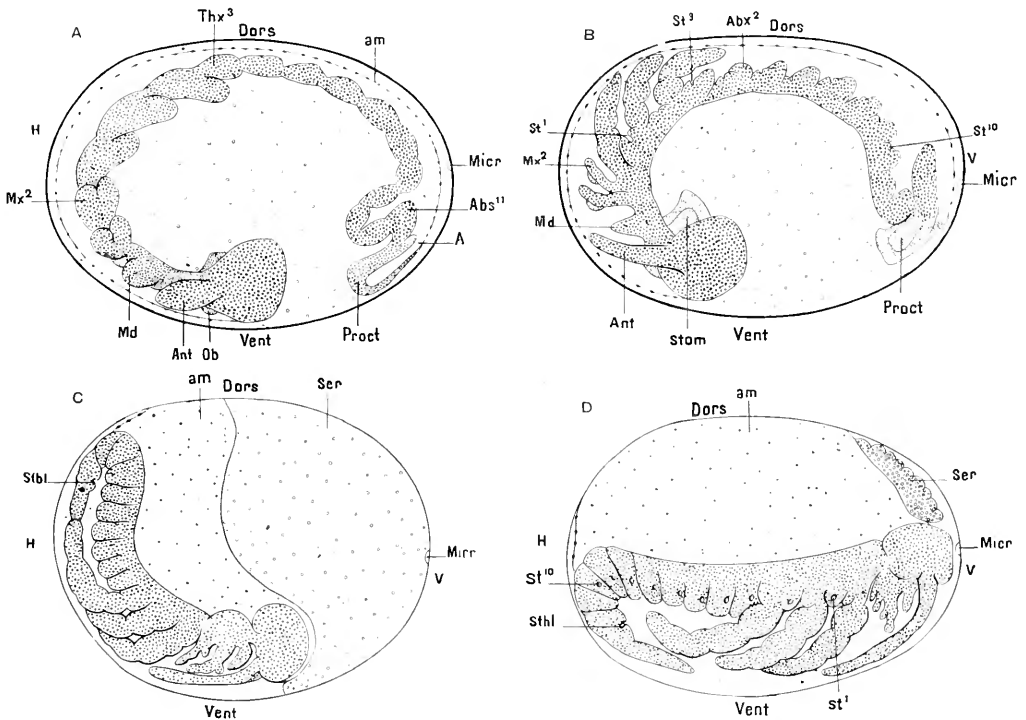 A
Thx³
Dors
am
H
Micr
Mx²
Abs¹¹
A
Md
Ant
Ob
Vent
Proct
B
St³
Abx²
Dors
St¹
St¹⁰
Mx²
V
Micr
Md
Ant
Stom
Vent
Proct
C
am
Dors
Ser
Stbl
H
Micr
V
Vent
D
am
Dors
Ser
H
Micr
V
St¹⁰
Sthl
Vent
St¹